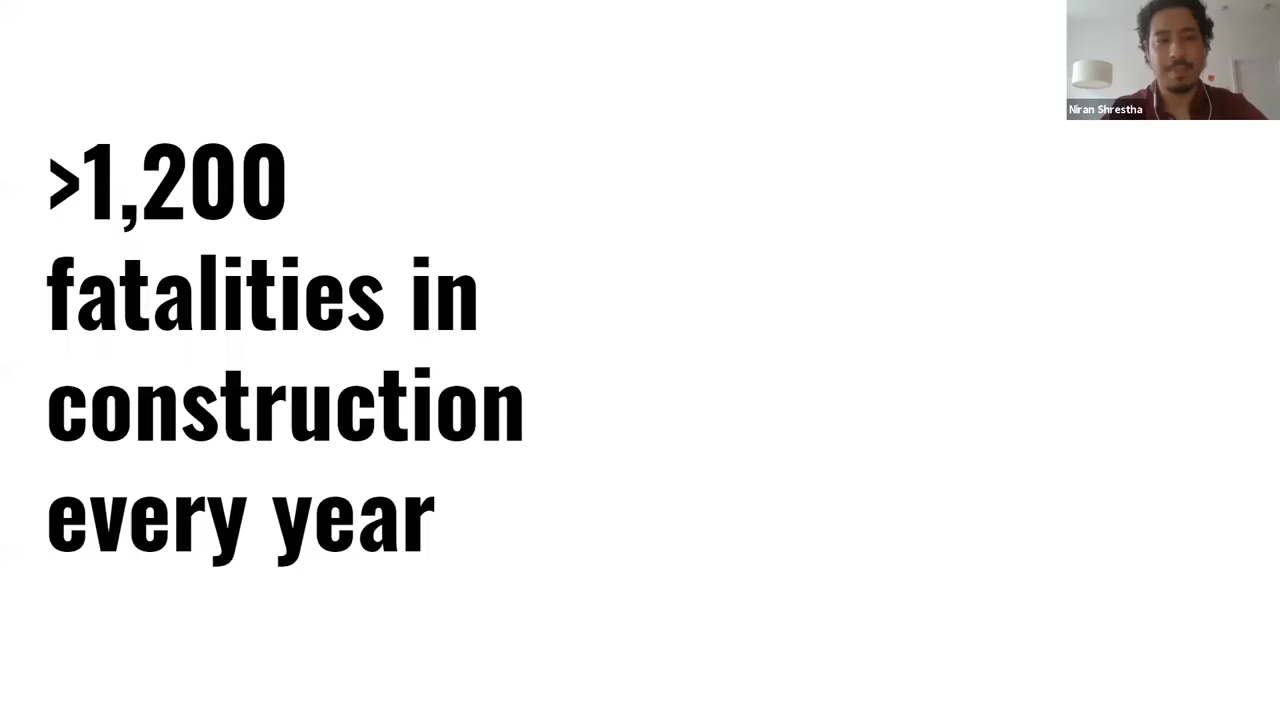 >1,200
fatalities in
construction
every year
Niran Shrestha